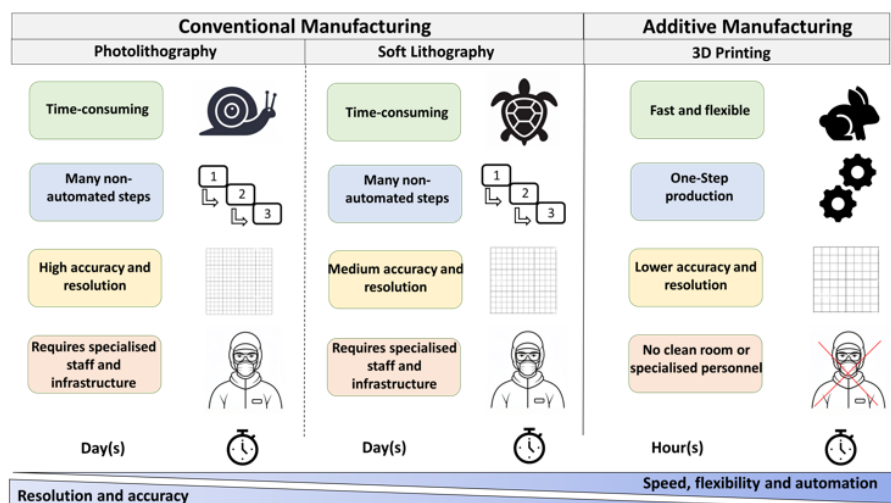 Conventional Manufacturing
Additive Manufacturing
Photolithography
Soft Lithography
3D Printing
Time-consuming
Time-consuming
Fast and flexible
Many non-
automated steps
1
2
3
Many non-
automated steps
1
2
3
One-Step
production
High accuracy and
resolution
Medium accuracy and
resolution
Lower accuracy and
resolution
Requires specialised
staff and
infrastructure
Requires specialised
staff and
infrastructure
No clean room or
specialised personnel
Day(s)
Day(s)
Hour(s)
Speed, flexibility and automation
Resolution and accuracy